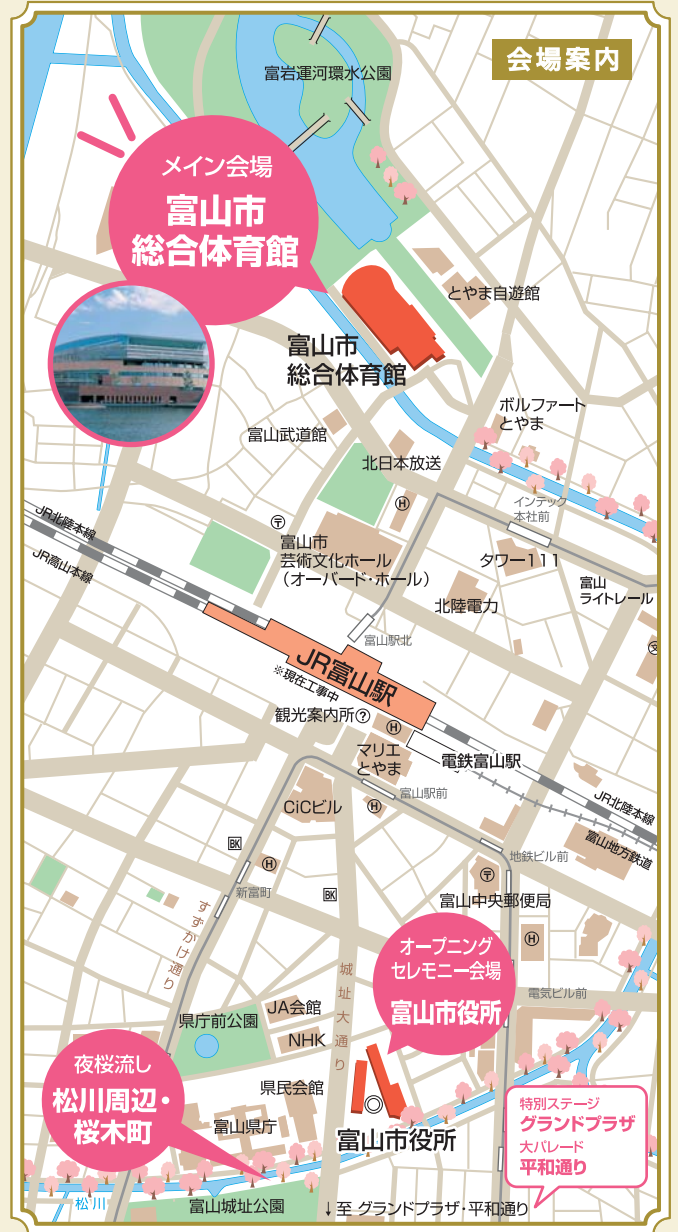 会場案内
富岩運河環水公園
メイン会場
富山市
総合体育館
とやま自遊館
富山市
総合体育館
ボルファート
とやま
富山武道館
北日本放送
H
インテック
本社前
〒
富山市
芸術文化ホール
(オーバード・ホール)
タワー111
富山
ライトレール
北陸電力
JR北陸本線
JR高山本線
富山駅北
文
JR富山駅
※現在工事中
観光案内所?
H
マリエ
とやま
電鉄富山駅
JR北陸本線
富山地方鉄道
CiCビル
H
富山駅前
BK
H
地鉄ビル前
新富町
BK
〒
富山中央郵便局
すずかけ通り
H
オープニング
セレモニー会場
富山市役所
城址大通り
電気ビル前
県庁前公園
JA会館
NHK
夜桜流し
松川周辺・
桜木町
県民会館
富山県庁
富山市役所
特別ステージ
グランドプラザ
大パレード
平和通り
松川
富山城址公園
↓至 グランドプラザ・平和通り